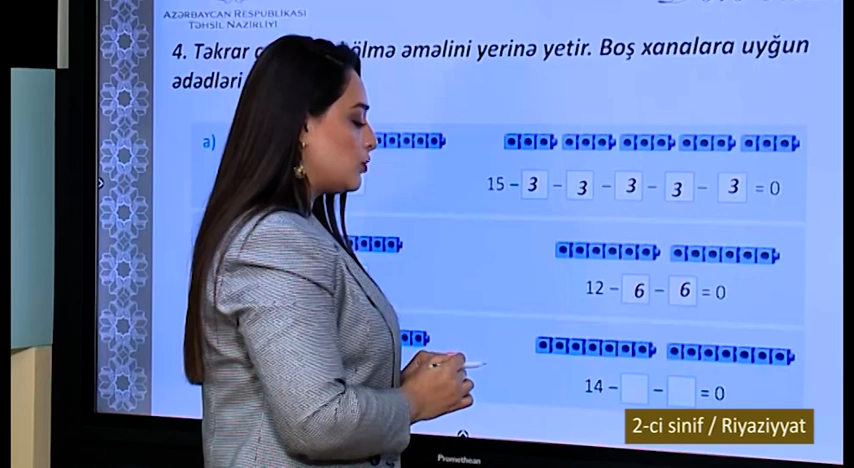 AZƏRBAYCAN RESPUBLİKASI
TƏHSİL NAZİRLİYİ
4. Təkrar ölmə əməlini yerinə yetir. Boş xanalara uyğun
ədədləri
a)
15 - 3 - 3 - 3 - 3 - 3 = 0
12 - 6 - 6 = 0
14 - - = 0
2-ci sinif / Riyaziyyat
Promethean